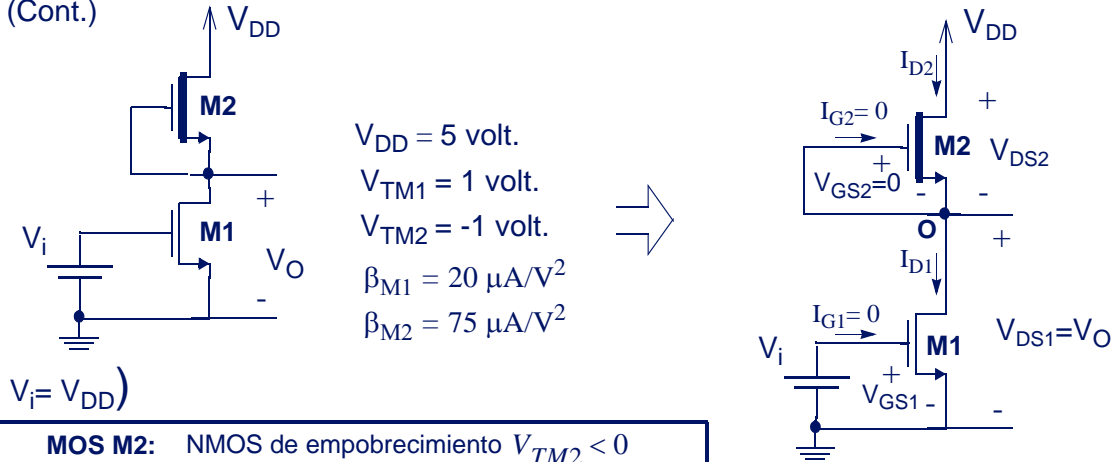 (Cont.)
V_DD
M2
M1
V_i
+
V_O
-
V_DD = 5 volt.
V_TM1 = 1 volt.
V_TM2 = -1 volt.
β_M1 = 20 μA/V^2
β_M2 = 75 μA/V^2
V_DD
I_D2
+
I_G2= 0
M2
V_DS2
+
V_GS2=0
-
-
O
+
I_D1
I_G1= 0
M1
V_DS1=V_O
V_i
+
V_GS1
-
-
V_i= V_DD)
MOS M2: NMOS de empobrecimiento V_TM2 < 0